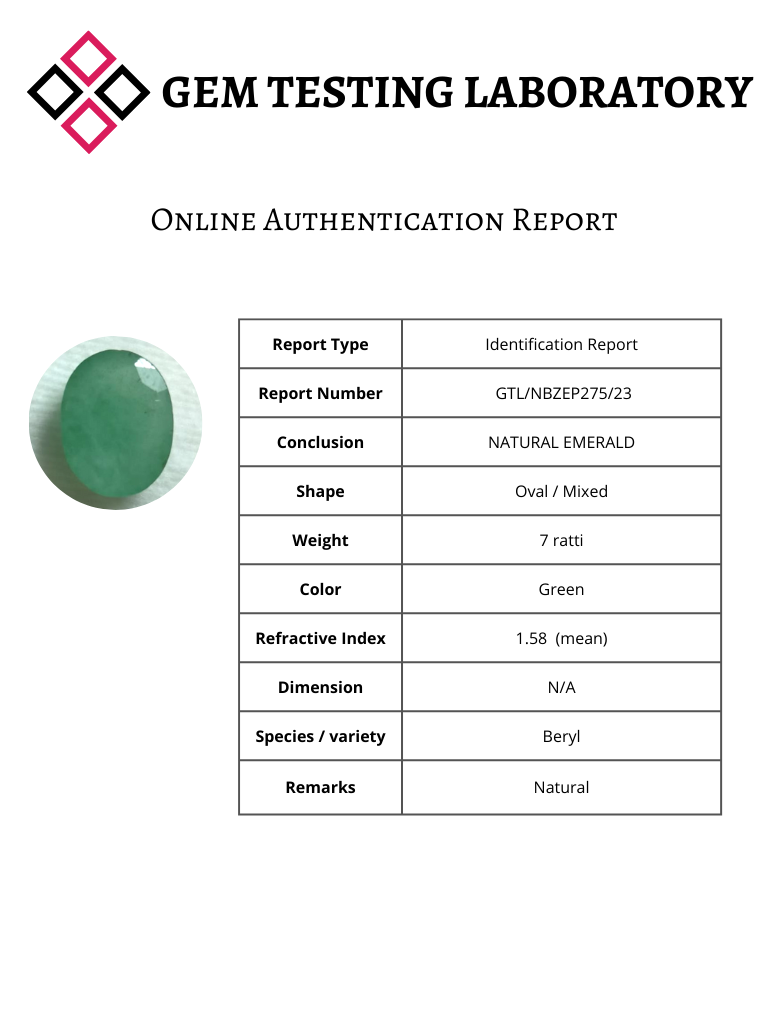 GEM TESTING LABORATORY
Online Authentication Report
Report Type Identification Report
Report Number GTL/NBZEP275/23
Conclusion NATURAL EMERALD
Shape Oval / Mixed
Weight 7 ratti
Color Green
Refractive Index 1.58 (mean)
Dimension N/A
Species / variety Beryl
Remarks Natural